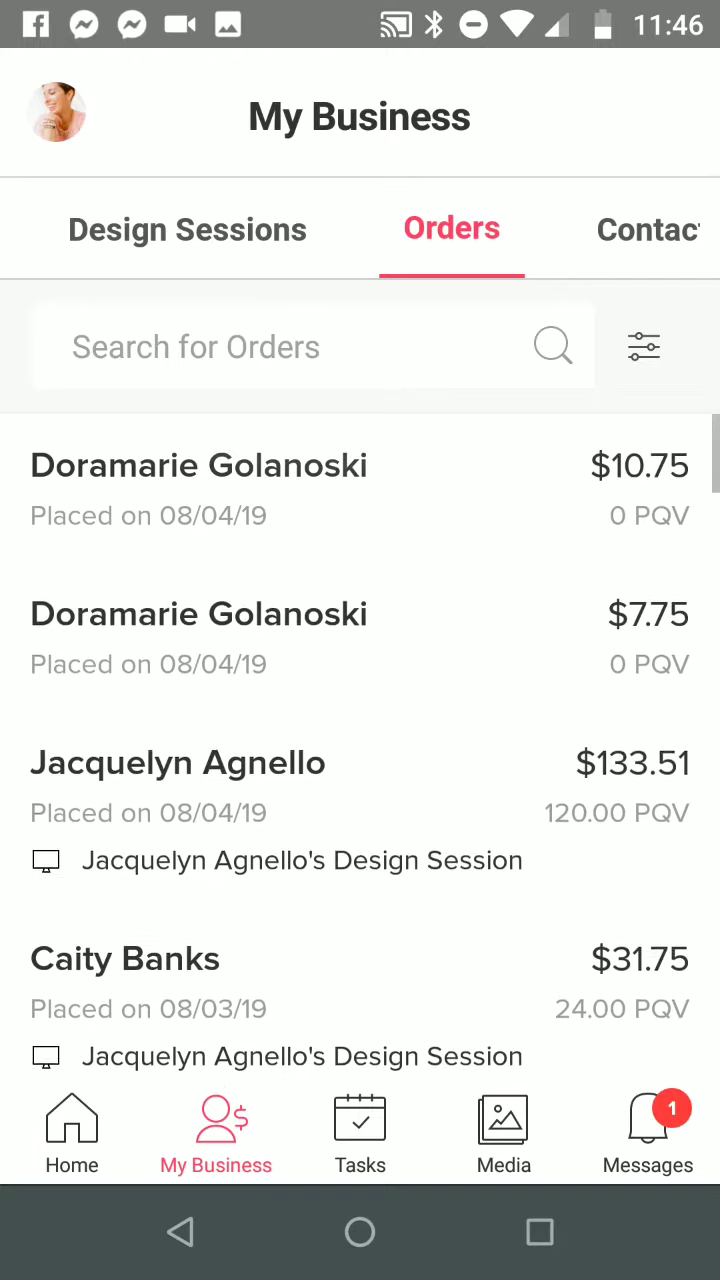 11:46
My Business
Design Sessions Orders Contac
Search for Orders
Doramarie Golanoski $10.75
Placed on 08/04/19 0 PQV
Doramarie Golanoski $7.75
Placed on 08/04/19 0 PQV
Jacquelyn Agnello $133.51
Placed on 08/04/19 120.00 PQV
Jacquelyn Agnello's Design Session
Caity Banks $31.75
Placed on 08/03/19 24.00 PQV
Jacquelyn Agnello's Design Session
1
Home My Business Tasks Media Messages